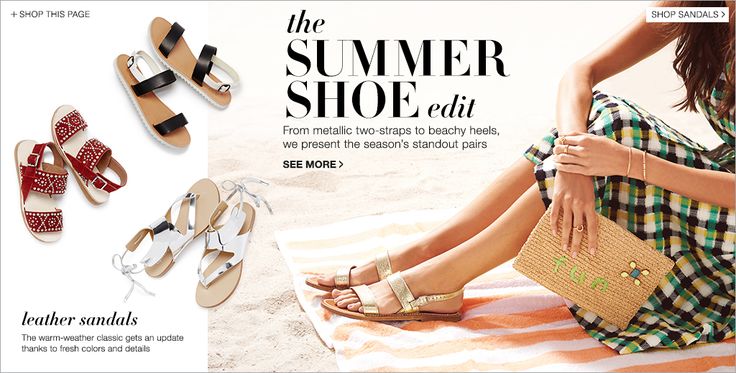 + SHOP THIS PAGE
SHOP SANDALS >
the
SUMMER
SHOE edit
From metallic two-straps to beachy heels,
we present the season's standout pairs
SEE MORE >
fun
leather sandals
The warm-weather classic gets an update
thanks to fresh colors and details